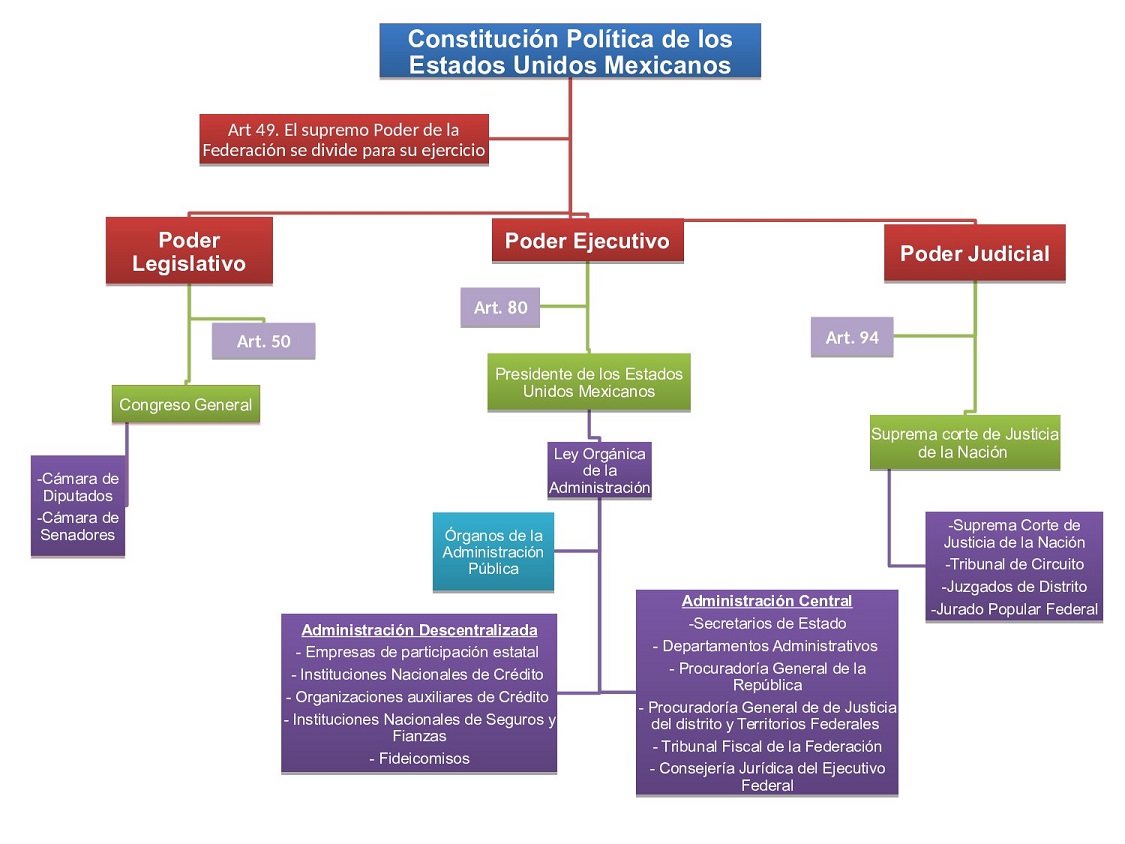 Constitución Política de los
Estados Unidos Mexicanos
Art 49. El supremo Poder de la
Federación se divide para su ejercicio
Poder
Legislativo
Poder Ejecutivo
Poder Judicial
Art. 50
Art. 80
Art. 94
Congreso General
Presidente de los Estados
Unidos Mexicanos
Suprema corte de Justicia
de la Nación
-Cámara de
Diputados
-Cámara de
Senadores
Ley Orgánica
de la
Administración
Órganos de la
Administración
Pública
-Suprema Corte de
Justicia de la Nación
-Tribunal de Circuito
-Juzgados de Distrito
-Jurado Popular Federal
Administración Descentralizada
- Empresas de participación estatal
- Instituciones Nacionales de Crédito
- Organizaciones auxiliares de Crédito
- Instituciones Nacionales de Seguros y
Fianzas
- Fideicomisos
Administración Central
-Secretarios de Estado
- Departamentos Administrativos
- Procuradoría General de la
República
- Procuradoría General de de Justicia
del distrito y Territorios Federales
- Tribunal Fiscal de la Federación
- Consejería Jurídica del Ejecutivo
Federal